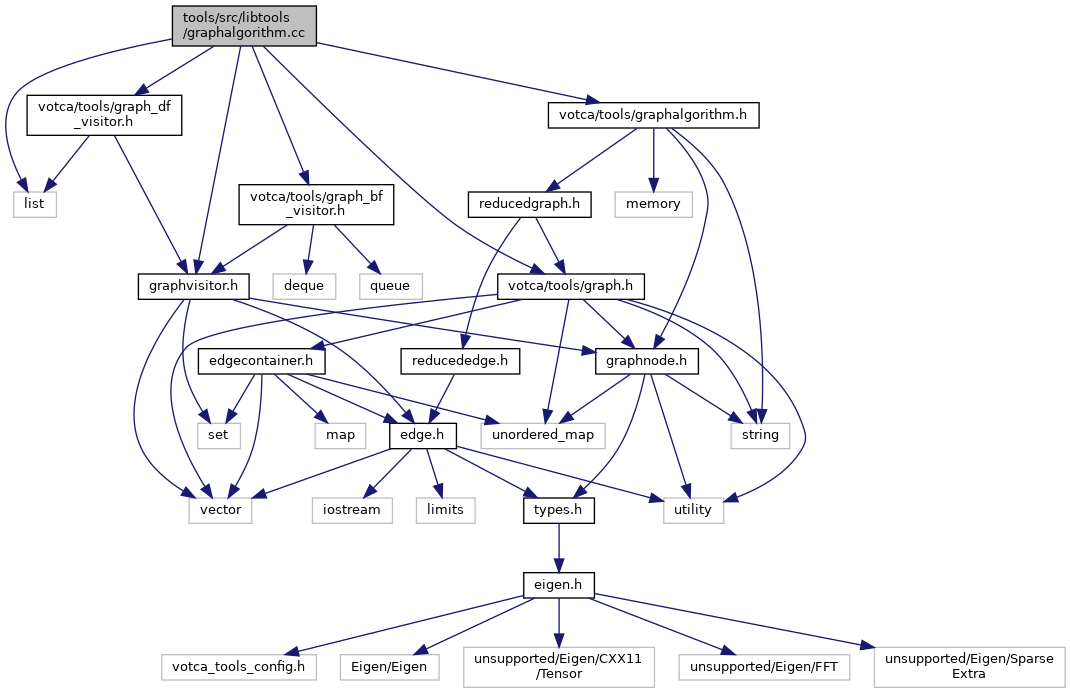 tools/src/libtools
/graphalgorithm.cc
votca/tools/graph_df
_visitor.h
votca/tools/graphalgorithm.h
list
votca/tools/graph_bf
_visitor.h
reducedgraph.h
memory
graphvisitor.h
deque
queue
votca/tools/graph.h
edgecontainer.h
reducededge.h
graphnode.h
set
map
edge.h
unordered_map
string
vector
iostream
limits
types.h
utility
eigen.h
votca_tools_config.h
Eigen/Eigen
unsupported/Eigen/CXX11
/Tensor
unsupported/Eigen/FFT
unsupported/Eigen/Sparse
Extra